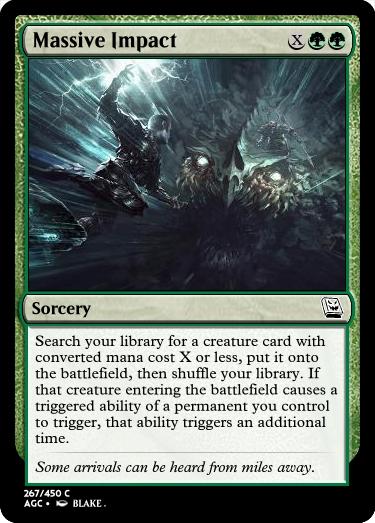 Massive Impact
X
Sorcery
Search your library for a creature card with
converted mana cost X or less, put it onto
the battlefield, then shuffle your library. If
that creature entering the battlefield causes a
triggered ability of a permanent you control
to trigger, that ability triggers an additional
time.
Some arrivals can be heard from miles away.
267/450 C
AGC • BLAKE .